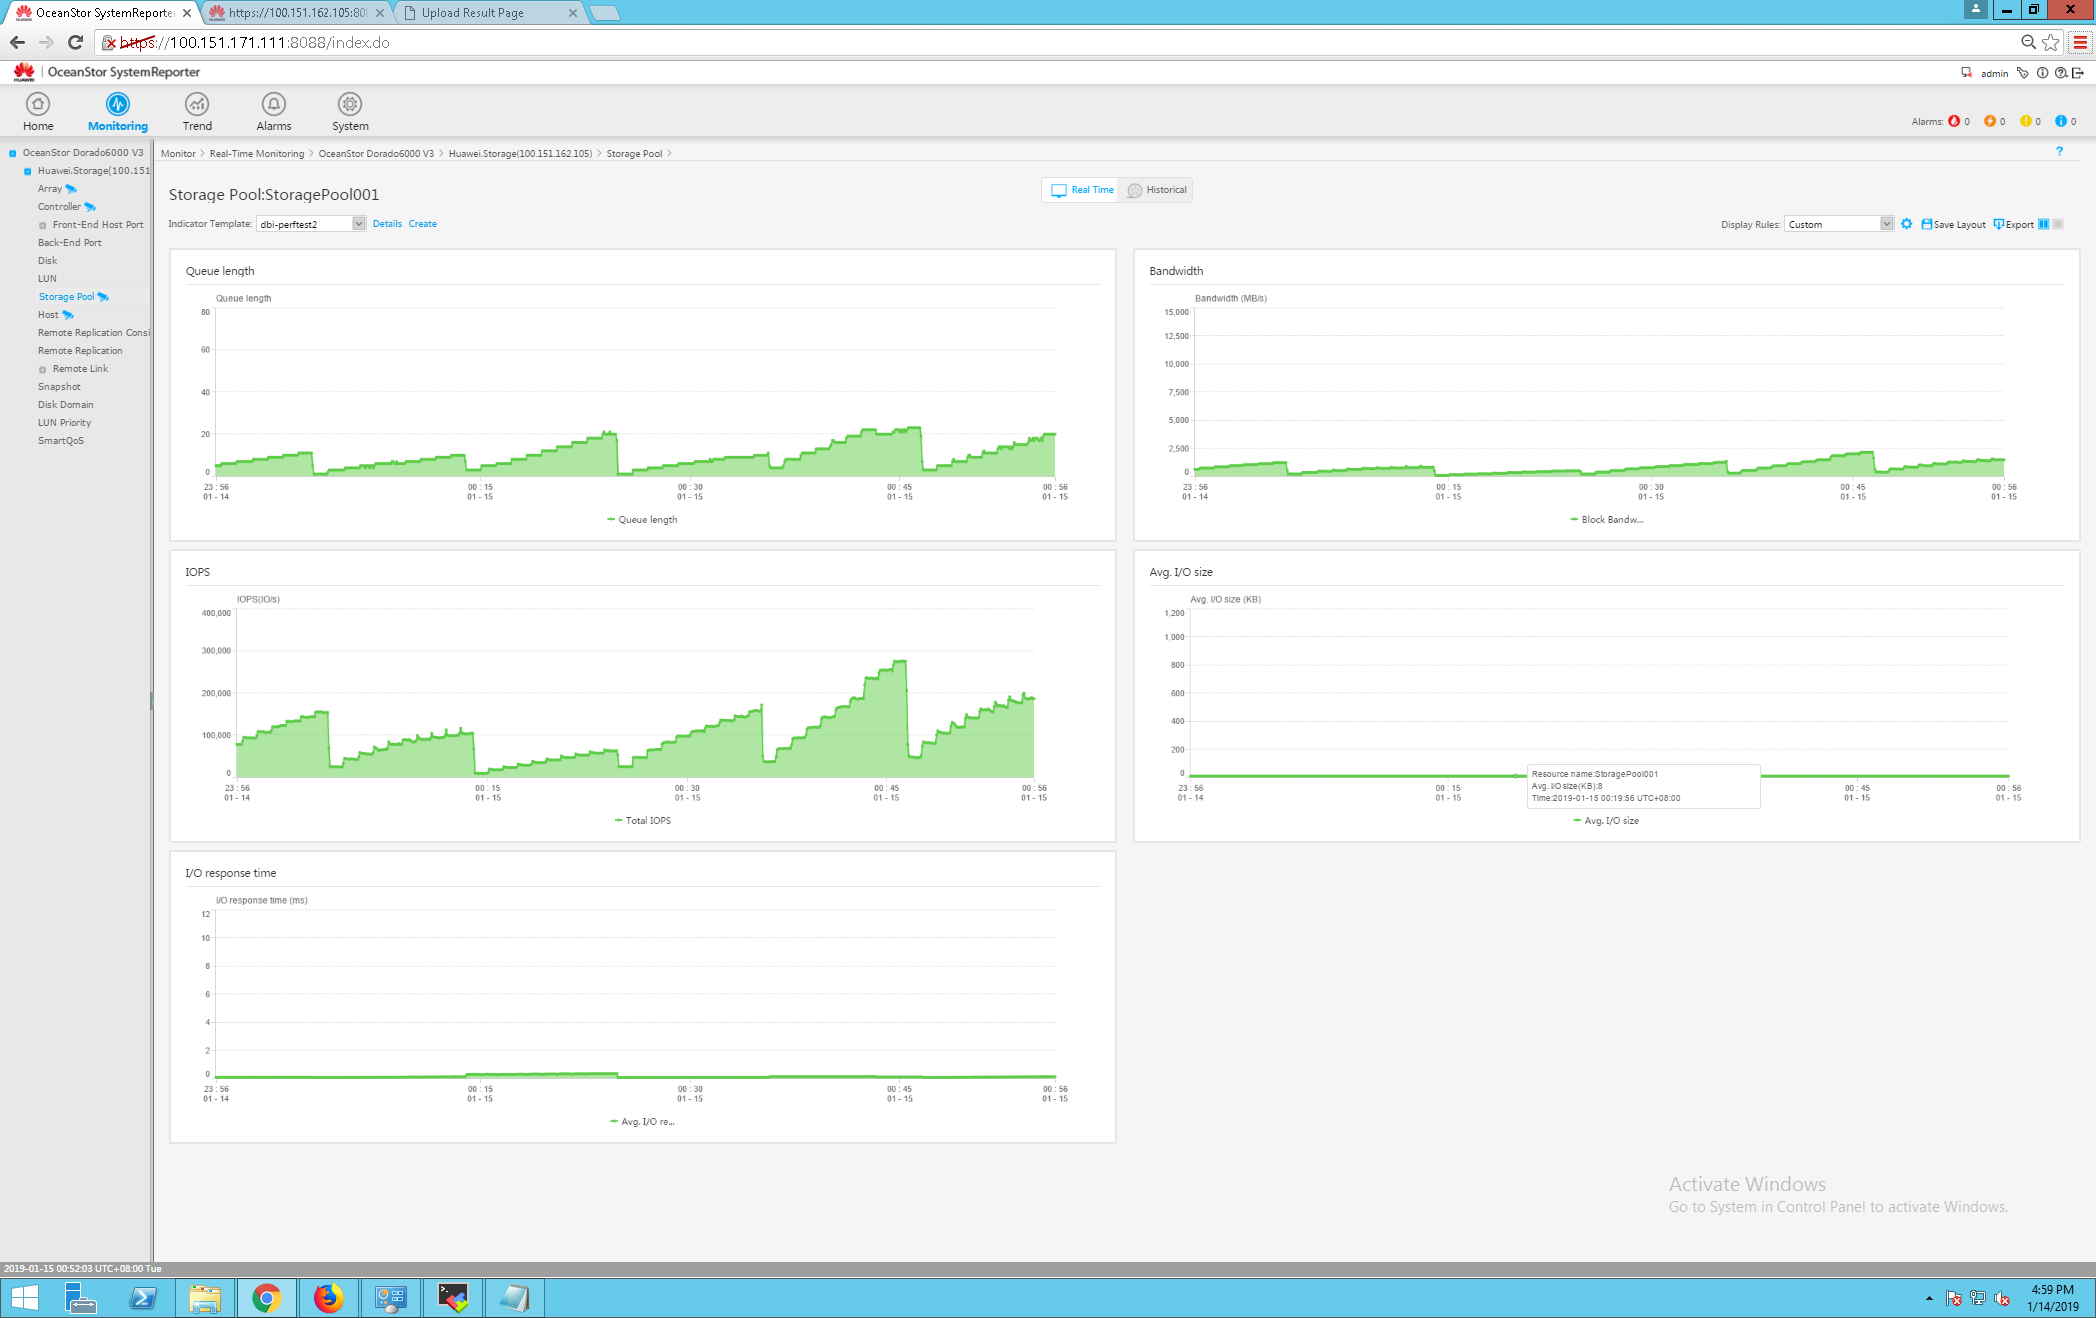 OceanStor SystemReporte
https://100.151.162.105:808
Upload Result Page
https://100.151.171.111:8088/index.do
HUAWEI
OceanStor SystemReporter
admin
Home
Monitoring
Trend
Alarms
System
Alarms: 0 0 0 0
OceanStor Dorado6000 V3
Huawei.Storage(100.151
Array
Controller
Front-End Host Port
Back-End Port
Disk
LUN
Storage Pool
Host
Remote Replication Consi
Remote Replication
Remote Link
Snapshot
Disk Domain
LUN Priority
SmartQoS
Monitor > Real-Time Monitoring > OceanStor Dorado6000 V3 > Huawei.Storage(100.151.162.105) > Storage Pool >
?
Storage Pool:StoragePool001
Real Time
Historical
Indicator Template: dbi-perftest2 Details Create
Display Rules: Custom Save Layout Export
Queue length
Queue length
80
60
40
20
0
23 : 56
01 - 14
00 : 15
01 - 15
00 : 30
01 - 15
00 : 45
01 - 15
00 : 56
01 - 15
Queue length
Bandwidth
Bandwidth (MB/s)
15,000
12,500
10,000
7,500
5,000
2,500
0
23 : 56
01 - 14
00 : 15
01 - 15
00 : 30
01 - 15
00 : 45
01 - 15
00 : 56
01 - 15
Block Bandw...
IOPS
IOPS(IO/s)
400,000
300,000
200,000
100,000
0
23 : 56
01 - 14
00 : 15
01 - 15
00 : 30
01 - 15
00 : 45
01 - 15
00 : 56
01 - 15
Total IOPS
Avg. I/O size
Avg. I/O size (KB)
1,200
1,000
800
600
400
200
0
23 : 56
01 - 14
00 : 15
01 - 15
Resource name:StoragePool001
Avg. I/O size(KB):8
Time:2019-01-15 00:19:56 UTC+08:00
00 : 45
01 - 15
00 : 56
01 - 15
Avg. I/O size
I/O response time
I/O response time (ms)
12
10
8
6
4
2
0
23 : 56
01 - 14
00 : 15
01 - 15
00 : 30
01 - 15
00 : 45
01 - 15
00 : 56
01 - 15
Avg. I/O re...
Activate Windows
Go to System in Control Panel to activate Windows.
2019-01-15 00:52:03 UTC+08:00 Tue
4:59 PM
1/14/2019